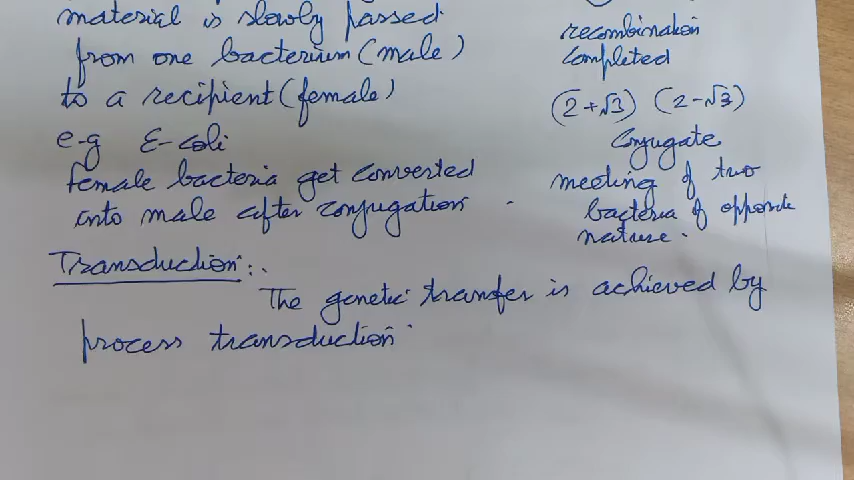 material is slowly passed
from one bacterium (male)
to a recipient (female)
e-g E-coli
female bacteria get converted
into male after conjugation.
recombination
completed
(2+√3) (2-√3)
Conjugate
meeting of two
bacteria of opposite
nature.
Transduction:.
The genetic transfer is achieved by
process transduction.